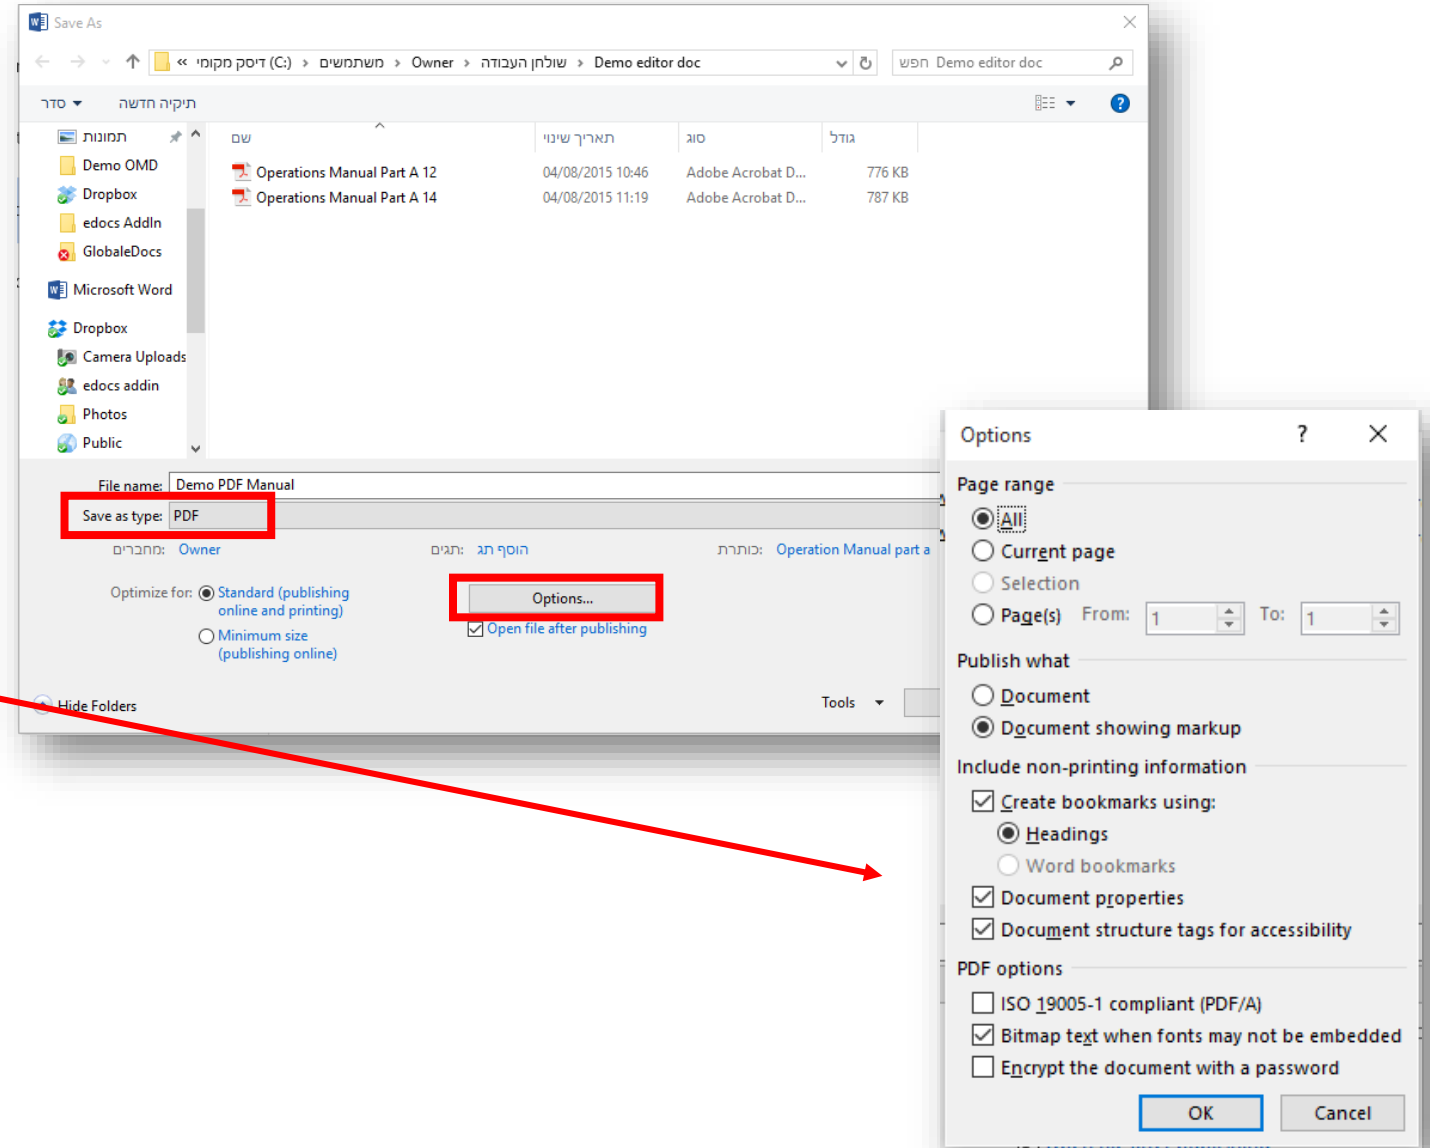 Save As
« דיסק מקומי (C:) › משתמשים › Owner › שולחן העבודה › Demo editor doc
חפש Demo editor doc
סדר תיקיה חדשה
שם תאריך שינוי סוג גודל
תמונות
Demo OMD
Dropbox
edocs AddIn
GlobaleDocs
Microsoft Word
Dropbox
Camera Uploads
edocs addin
Photos
Public
Operations Manual Part A 12 04/08/2015 10:46 Adobe Acrobat D... 776 KB
Operations Manual Part A 14 04/08/2015 11:19 Adobe Acrobat D... 787 KB
File name: Demo PDF Manual
Save as type: PDF
מחברים: Owner תגים: הוסף תג כותרת: Operation Manual part a
Optimize for: Standard (publishing
online and printing)
Minimum size
(publishing online)
Options...
Open file after publishing
Hide Folders
Tools
Options ?
Page range
All
Current page
Selection
Page(s) From: 1 To: 1
Publish what
Document
Document showing markup
Include non-printing information
Create bookmarks using:
Headings
Word bookmarks
Document properties
Document structure tags for accessibility
PDF options
ISO 19005-1 compliant (PDF/A)
Bitmap text when fonts may not be embedded
Encrypt the document with a password
OK Cancel